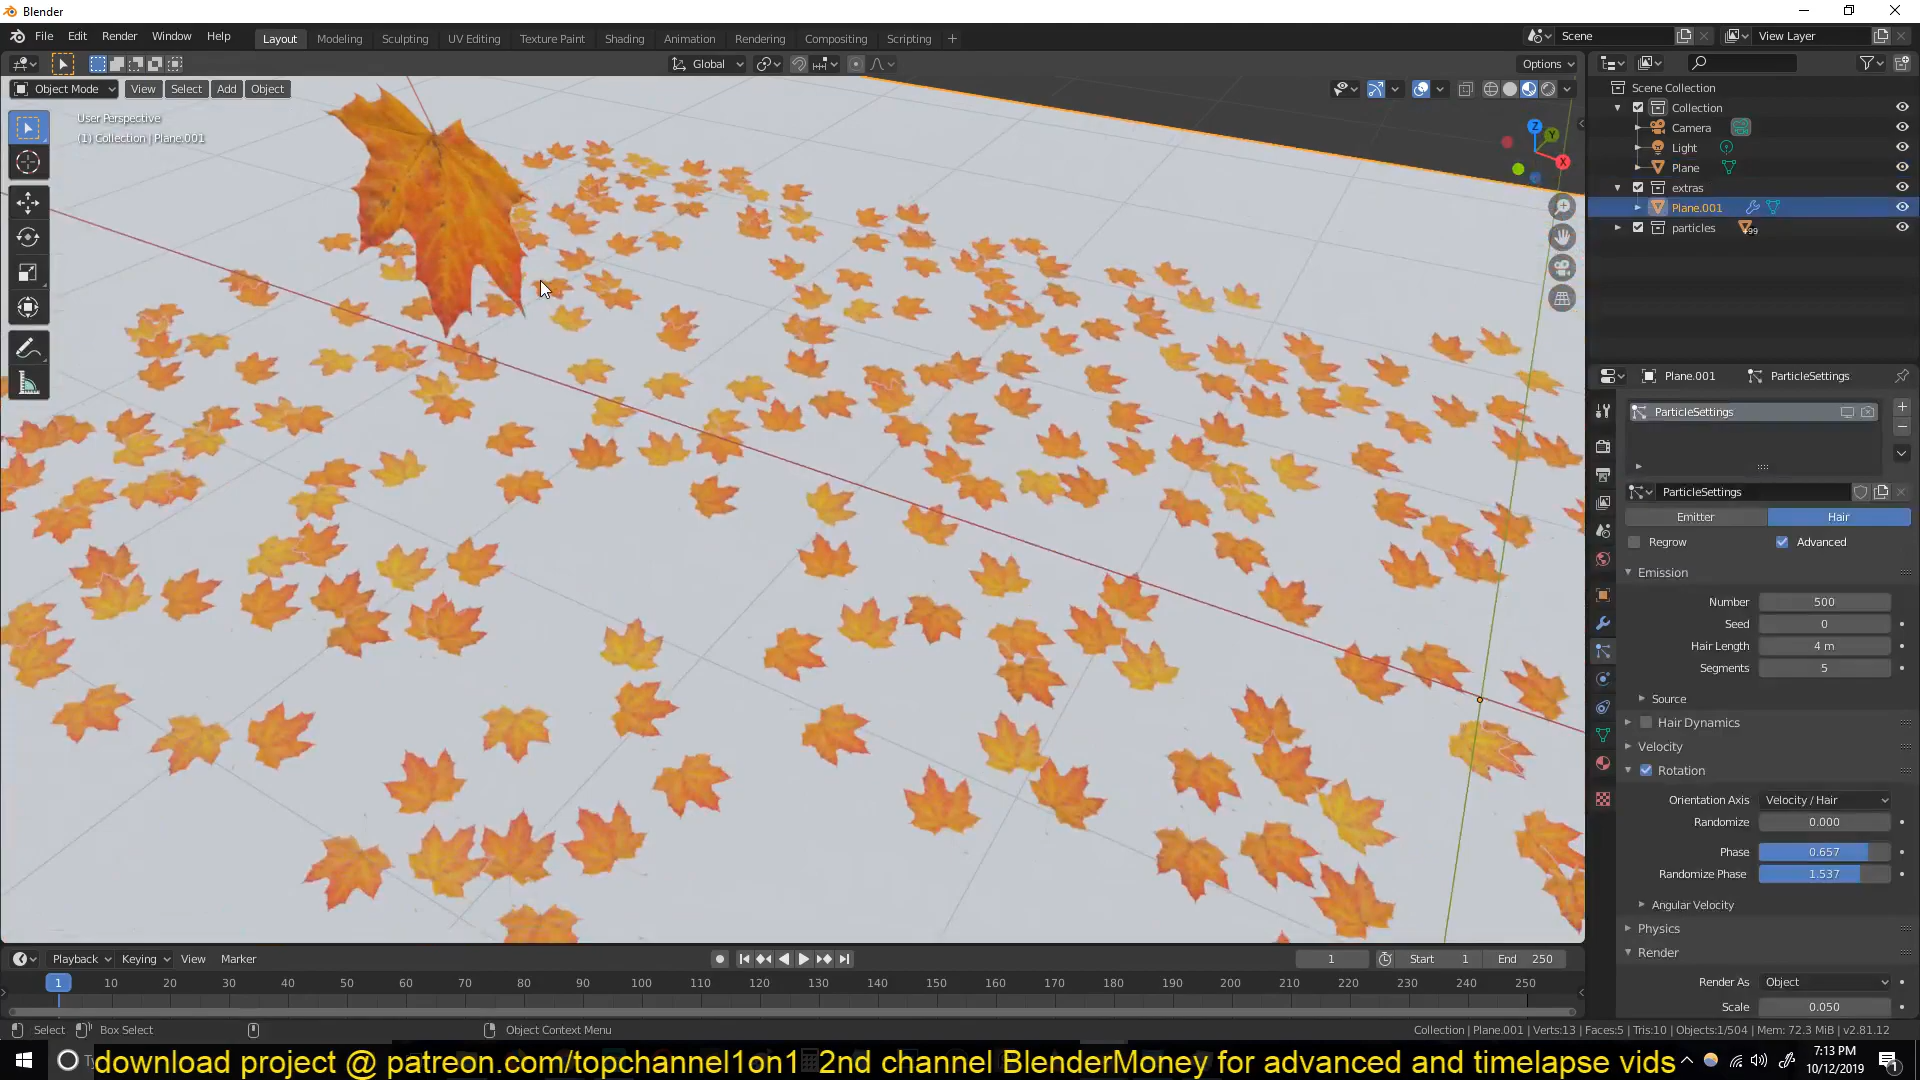 Blender
File Edit Render Window Help Layout Modeling Sculpting UV Editing Texture Paint Shading Animation Rendering Compositing Scripting + Scene View Layer
Global Options
Object Mode View Select Add Object
User Perspective
(1) Collection | Plane.001
Z Y X
Scene Collection
Collection
Camera
Light
Plane
extras
Plane.001
particles 99
Plane.001 ParticleSettings
ParticleSettings
ParticleSettings
Emitter Hair
Regrow Advanced
Emission
Number 500
Seed 0
Hair Length 4 m
Segments 5
Source
Hair Dynamics
Velocity
Rotation
Orientation Axis Velocity / Hair
Randomize 0.000
Phase 0.657
Randomize Phase 1.537
Angular Velocity
Physics
Render
Render As Object
Scale 0.050
Playback Keying View Marker 1 Start 1 End 250
1 10 20 30 40 50 60 70 80 90 100 110 120 130 140 150 160 170 180 190 200 210 220 230 240 250
Select Box Select Object Context Menu Collection | Plane.001 | Verts:13 | Faces:5 | Tris:10 | Objects:1/504 | Mem: 72.3 MiB | v2.81.12
download project @ patreon.com/topchannel1on1 2nd channel BlenderMoney for advanced and timelapse vids
7:13 PM
10/12/2019
1